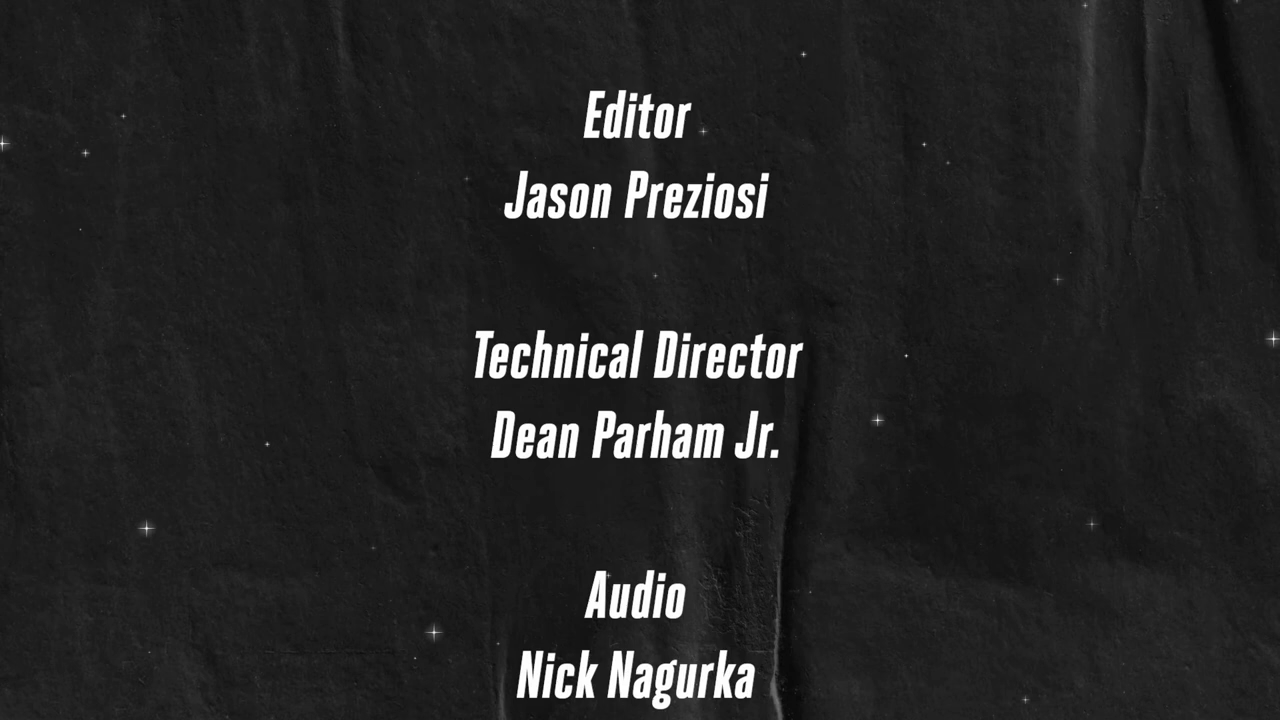 Editor
Jason Preziosi
Technical Director
Dean Parham Jr.
Audio
Nick Nagurka